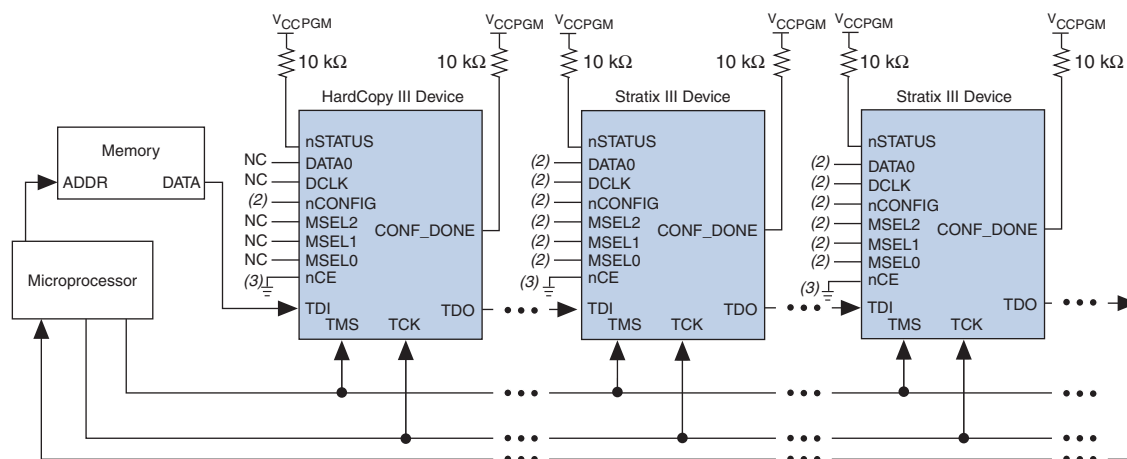 VCCPGM VCCPGM VCCPGM VCCPGM VCCPGM VCCPGM
10 kΩ 10 kΩ 10 kΩ 10 kΩ 10 kΩ 10 kΩ
HardCopy III Device
Stratix III Device
Stratix III Device
Memory
ADDR DATA
Microprocessor
nSTATUS
NC DATA0
NC DCLK
(2) nCONFIG
NC MSEL2
NC MSEL1
NC MSEL0
(3) nCE
CONF_DONE
TDI
TDO
TMS TCK
nSTATUS
(2) DATA0
(2) DCLK
(2) nCONFIG
(2) MSEL2
(2) MSEL1
(2) MSEL0
(3) nCE
CONF_DONE
TDI
TDO
TMS TCK
nSTATUS
(2) DATA0
(2) DCLK
(2) nCONFIG
(2) MSEL2
(2) MSEL1
(2) MSEL0
(3) nCE
CONF_DONE
TDI
TDO
TMS TCK